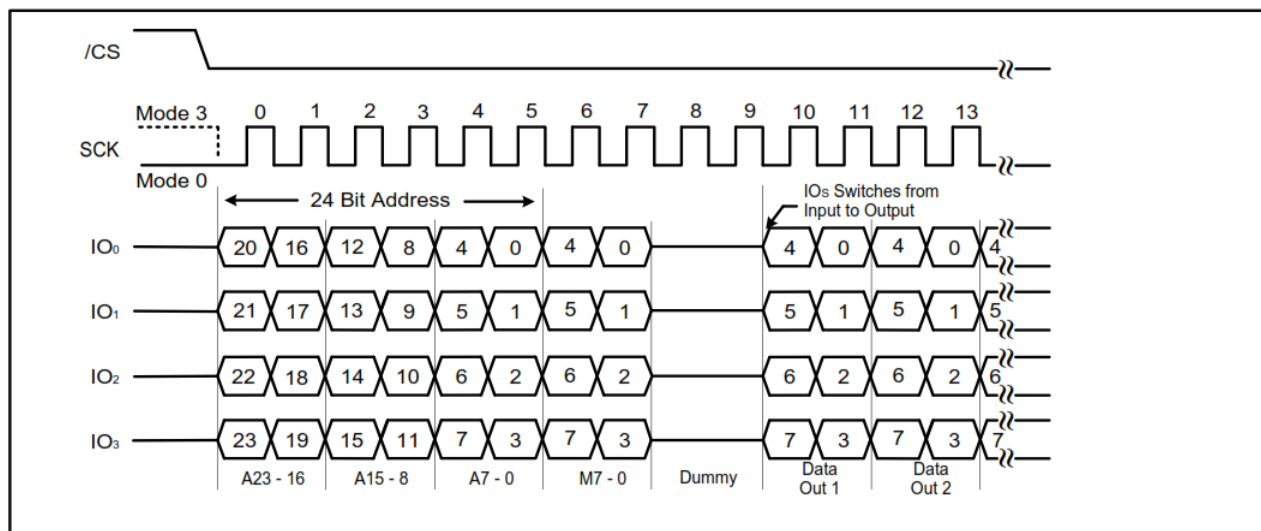 /CS
Mode 3
0 1 2 3 4 5 6 7 8 9 10 11 12 13
SCK
Mode 0
24 Bit Address
IOs Switches from
Input to Output
IO0 20 16 12 8 4 0 4 0 4 0 4 0 4
IO1 21 17 13 9 5 1 5 1 5 1 5 1 5
IO2 22 18 14 10 6 2 6 2 6 2 6 2 6
IO3 23 19 15 11 7 3 7 3 7 3 7 3 7
A23 - 16 A15 - 8 A7 - 0 M7 - 0 Dummy Data Out 1 Data Out 2